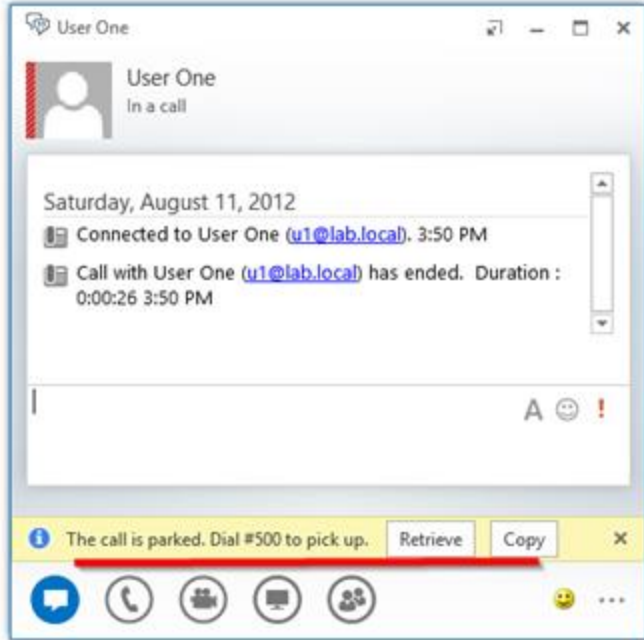 User One
User One
In a call
Saturday, August 11, 2012
Connected to User One (u1@lab.local). 3:50 PM
Call with User One (u1@lab.local) has ended. Duration :
0:00:26 3:50 PM
A ☺ !
The call is parked. Dial #500 to pick up. Retrieve Copy